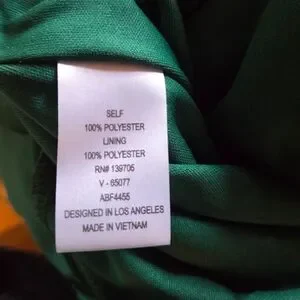 SELF
100% POLYESTER
LINING
100% POLYESTER
RN# 139705
V - 65077
ABF4455
DESIGNED IN LOS ANGELES
MADE IN VIETNAM